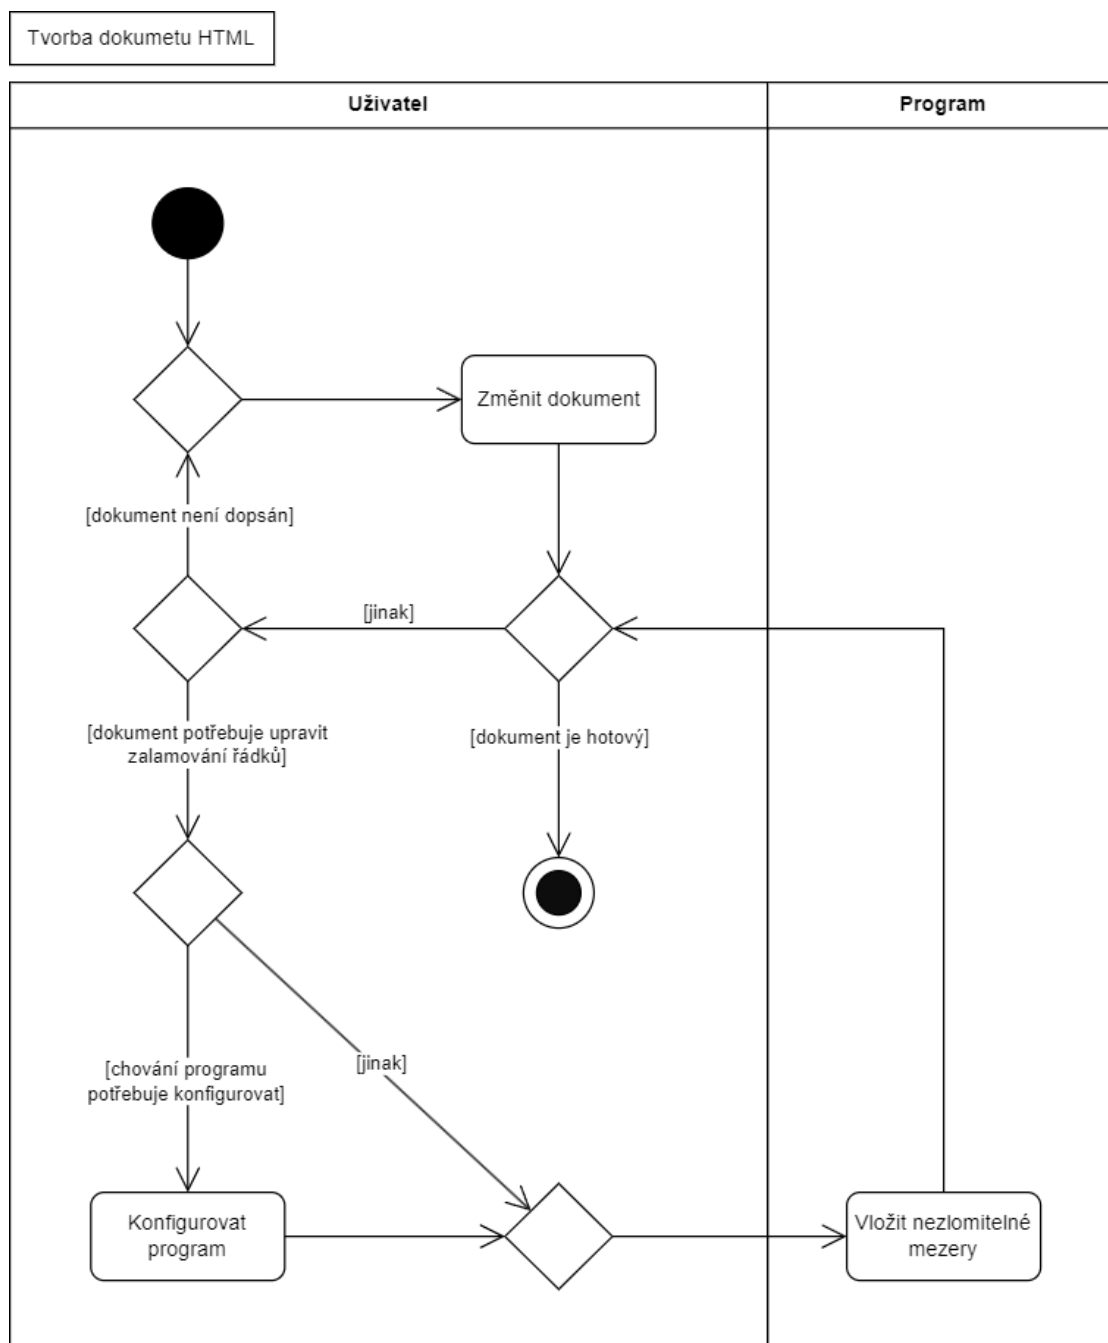 Tvorba dokumetu HTML
Uživatel
Program
Změnit dokument
[dokument není dopsán]
[jinak]
[dokument potřebuje upravit
zalamování řádků]
[dokument je hotový]
[chování programu
potřebuje konfigurovat]
[jinak]
Konfigurovat
program
Vložit nezlomitelné
mezery